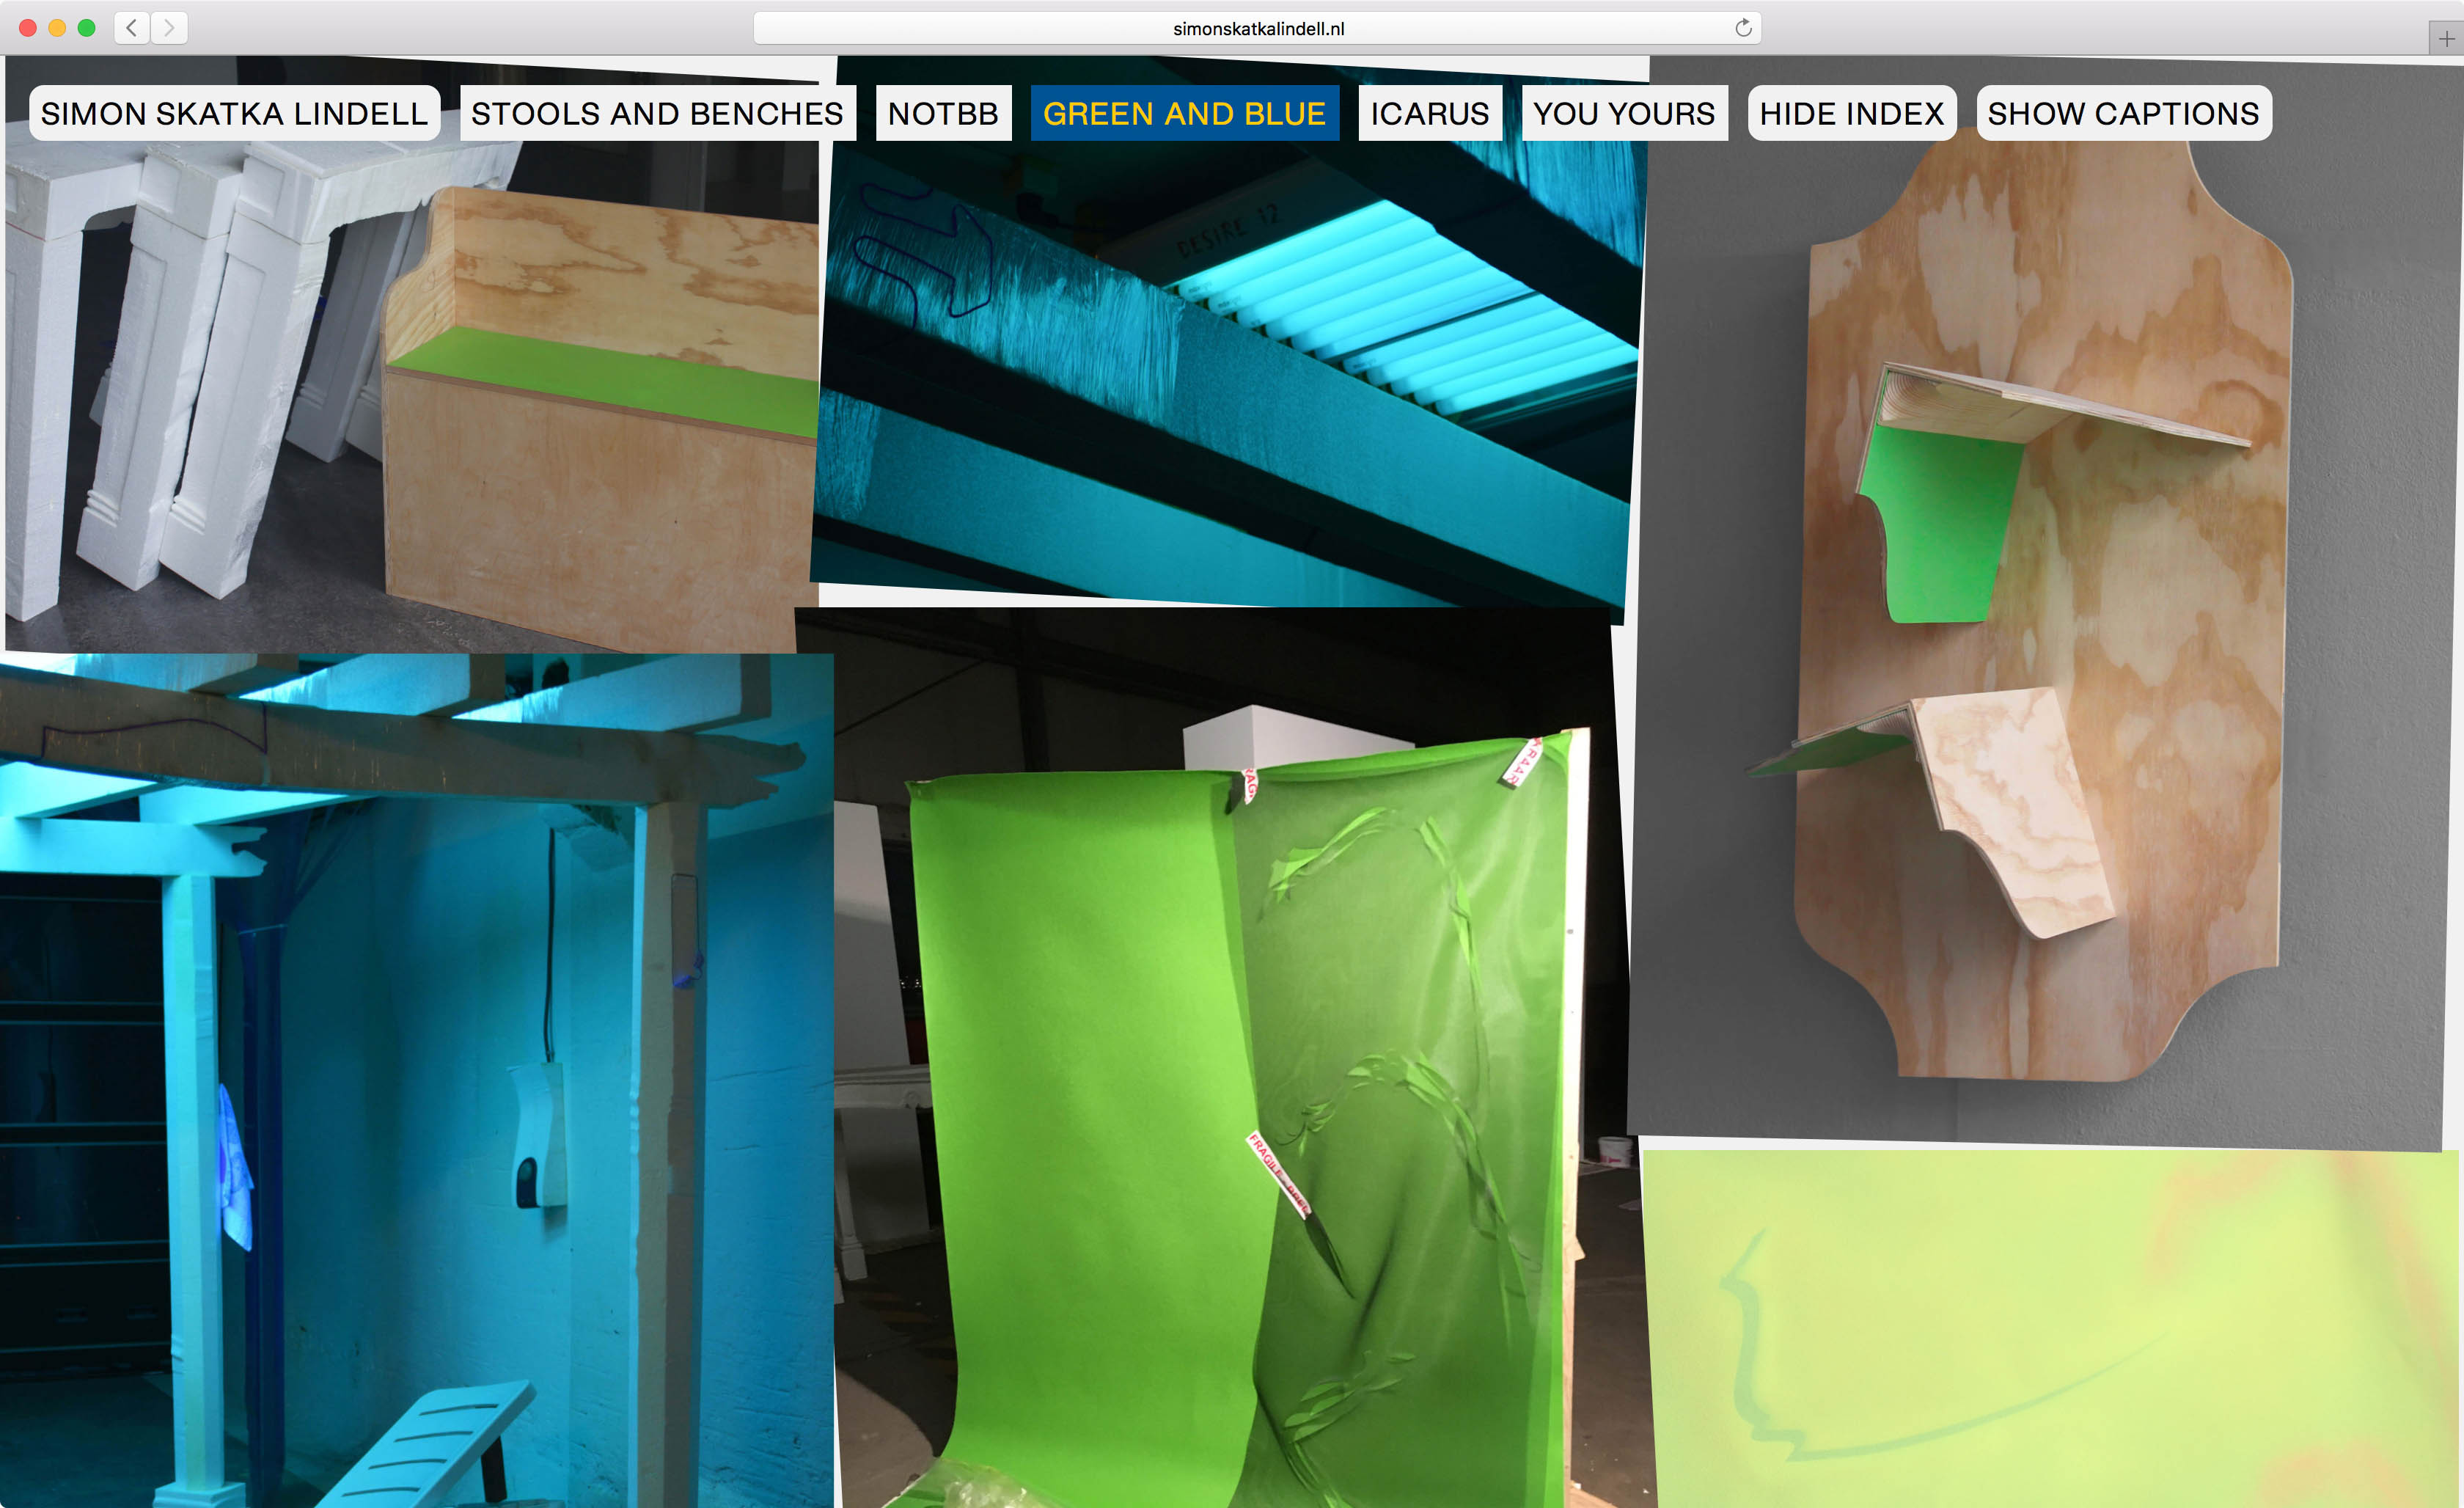 simonskatkalindell.nl
SIMON SKATKA LINDELL
STOOLS AND BENCHES
NOTBB
GREEN AND BLUE
ICARUS
YOU YOURS
HIDE INDEX
SHOW CAPTIONS
DESIRE 12
FRAGILE